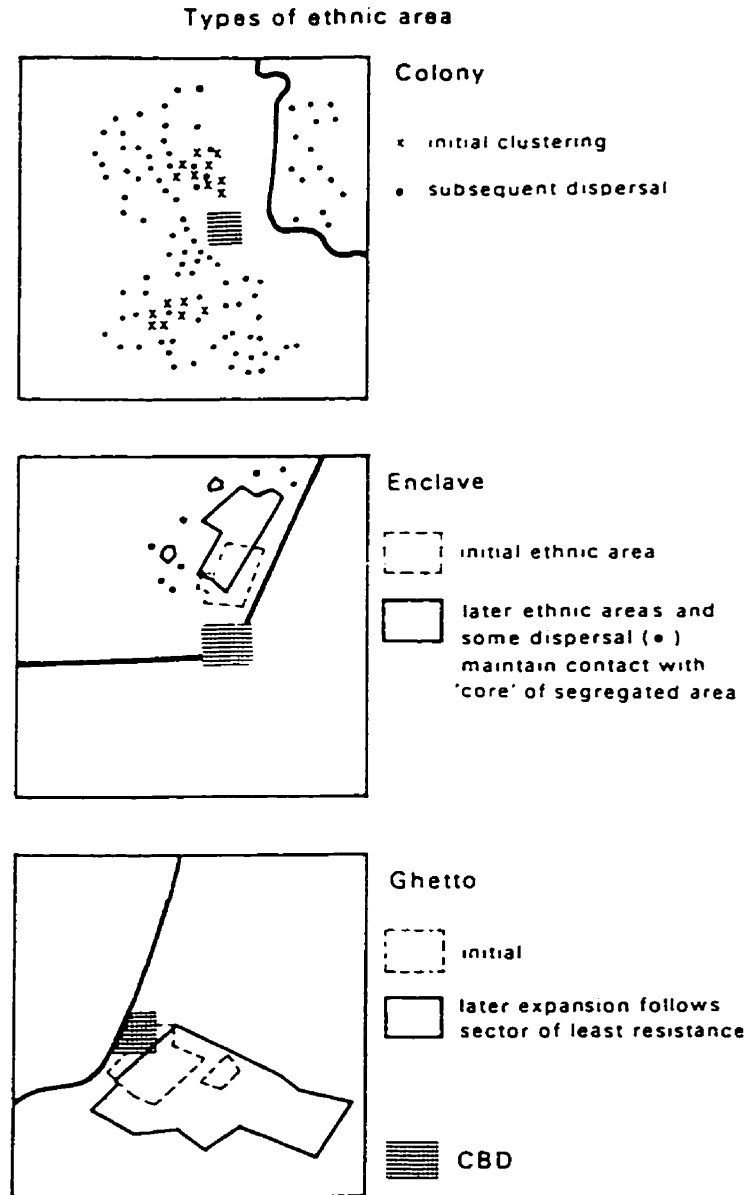 Types of ethnic area
Colony
x initial clustering
• subsequent dispersal
Enclave
initial ethnic area
later ethnic areas and
some dispersal (•)
maintain contact with
'core' of segregated area
Ghetto
initial
later expansion follows
sector of least resistance
CBD